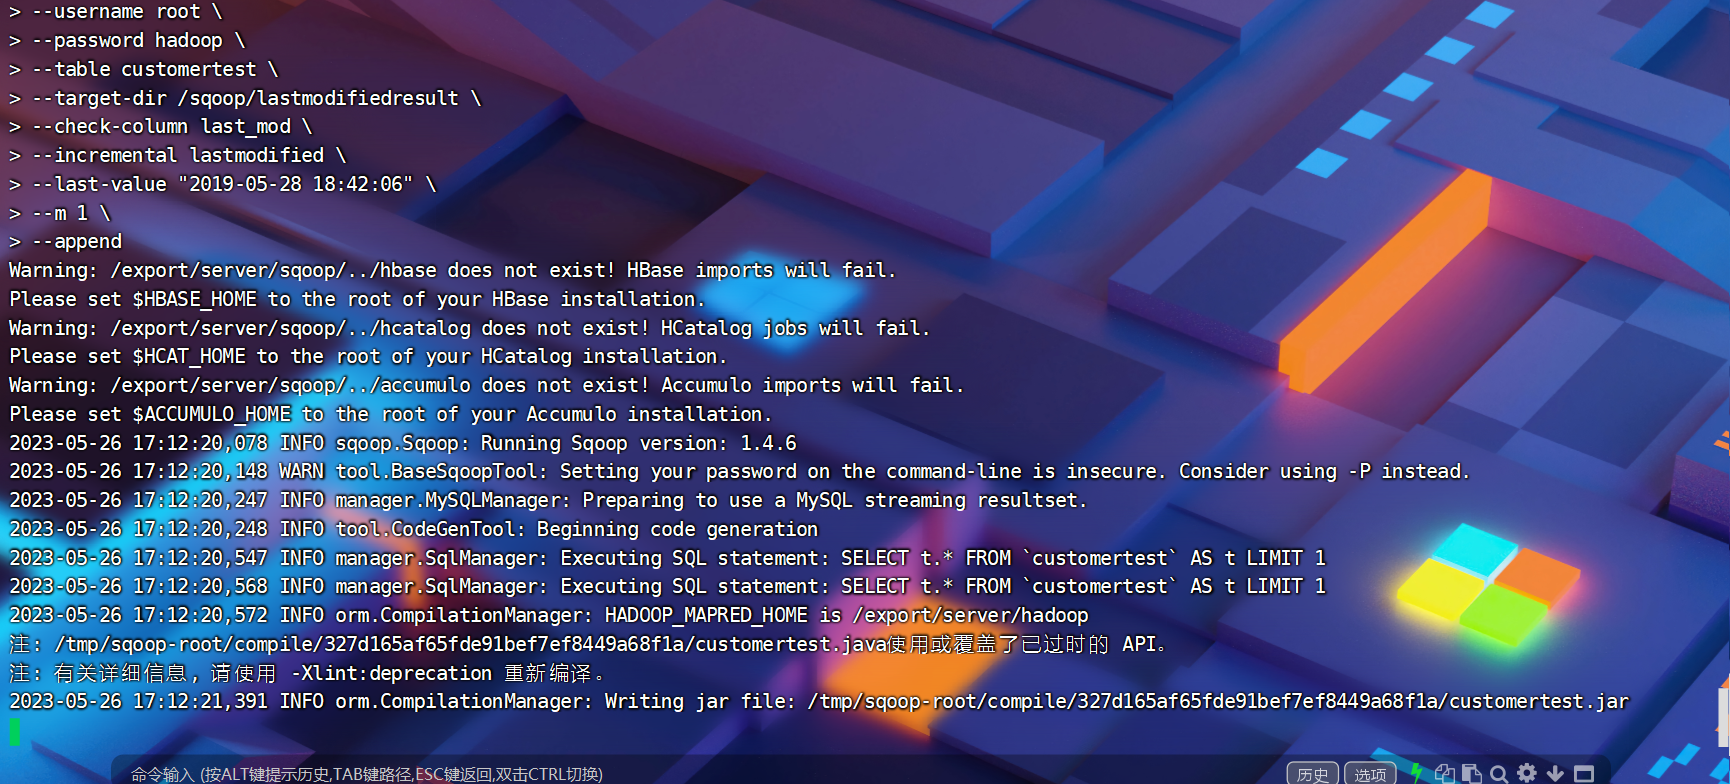 > --username root \
> --password hadoop \
> --table customertest \
> --target-dir /sqoop/lastmodifiedresult \
> --check-column last_mod \
> --incremental lastmodified \
> --last-value "2019-05-28 18:42:06" \
> --m 1 \
> --append
Warning: /export/server/sqoop/../hbase does not exist! HBase imports will fail.
Please set $HBASE_HOME to the root of your HBase installation.
Warning: /export/server/sqoop/../hcatalog does not exist! HCatalog jobs will fail.
Please set $HCAT_HOME to the root of your HCatalog installation.
Warning: /export/server/sqoop/../accumulo does not exist! Accumulo imports will fail.
Please set $ACCUMULO_HOME to the root of your Accumulo installation.
2023-05-26 17:12:20,078 INFO sqoop.Sqoop: Running Sqoop version: 1.4.6
2023-05-26 17:12:20,148 WARN tool.BaseSqoopTool: Setting your password on the command-line is insecure. Consider using -P instead.
2023-05-26 17:12:20,247 INFO manager.MySQLManager: Preparing to use a MySQL streaming resultset.
2023-05-26 17:12:20,248 INFO tool.CodeGenTool: Beginning code generation
2023-05-26 17:12:20,547 INFO manager.SqlManager: Executing SQL statement: SELECT t.* FROM `customertest` AS t LIMIT 1
2023-05-26 17:12:20,568 INFO manager.SqlManager: Executing SQL statement: SELECT t.* FROM `customertest` AS t LIMIT 1
2023-05-26 17:12:20,572 INFO orm.CompilationManager: HADOOP_MAPRED_HOME is /export/server/hadoop
注: /tmp/sqoop-root/compile/327d165af65fde91bef7ef8449a68f1a/customertest.java使用或覆盖了已过时的 API。
注: 有关详细信息, 请使用 -Xlint:deprecation 重新编译。
2023-05-26 17:12:21,391 INFO orm.CompilationManager: Writing jar file: /tmp/sqoop-root/compile/327d165af65fde91bef7ef8449a68f1a/customertest.jar
命令输入 (按ALT键提示历史,TAB键路径,ESC键返回,双击CTRL切换) 历史 选项